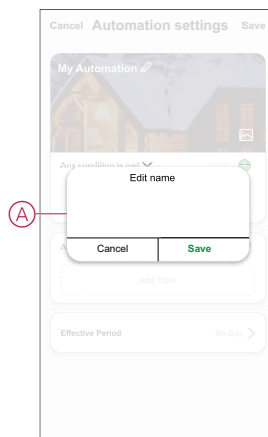 Cancel Automation settings Save
My Automation
Any condition is met
Edit name
A
Cancel Save
Add Task
Effective Period All-Day